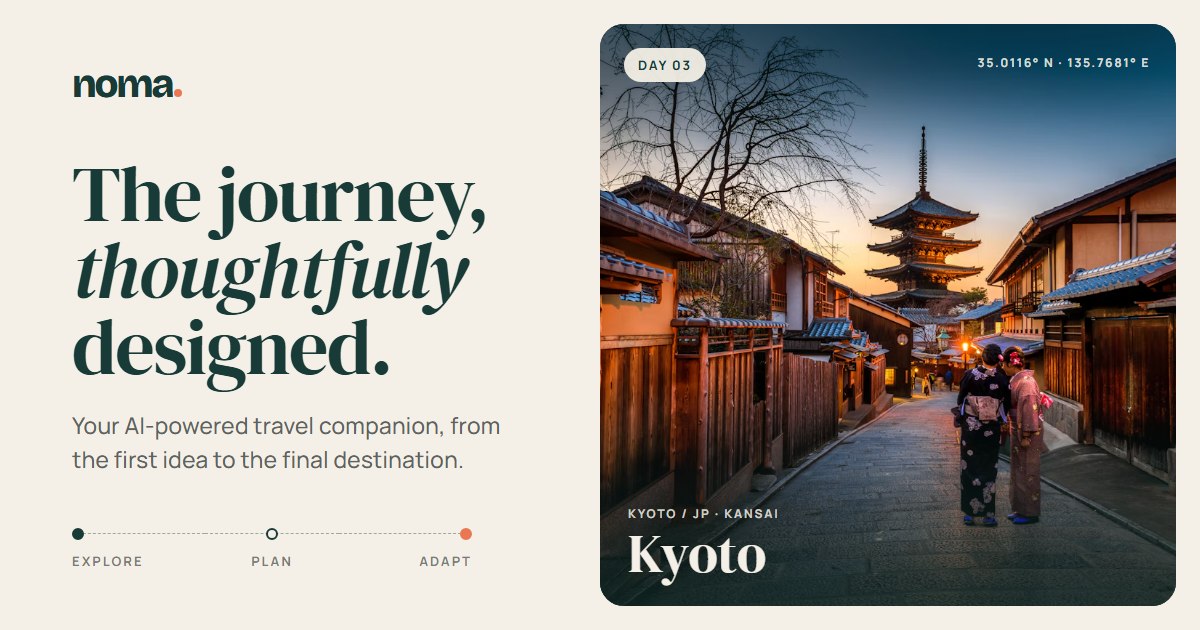 noma.
The journey,
thoughtfully
designed.
Your AI-powered travel companion, from
the first idea to the final destination.
EXPLORE
PLAN
ADAPT
DAY 03
35.0116° N · 135.7681° E
KYOTO / JP · KANSAI
Kyoto